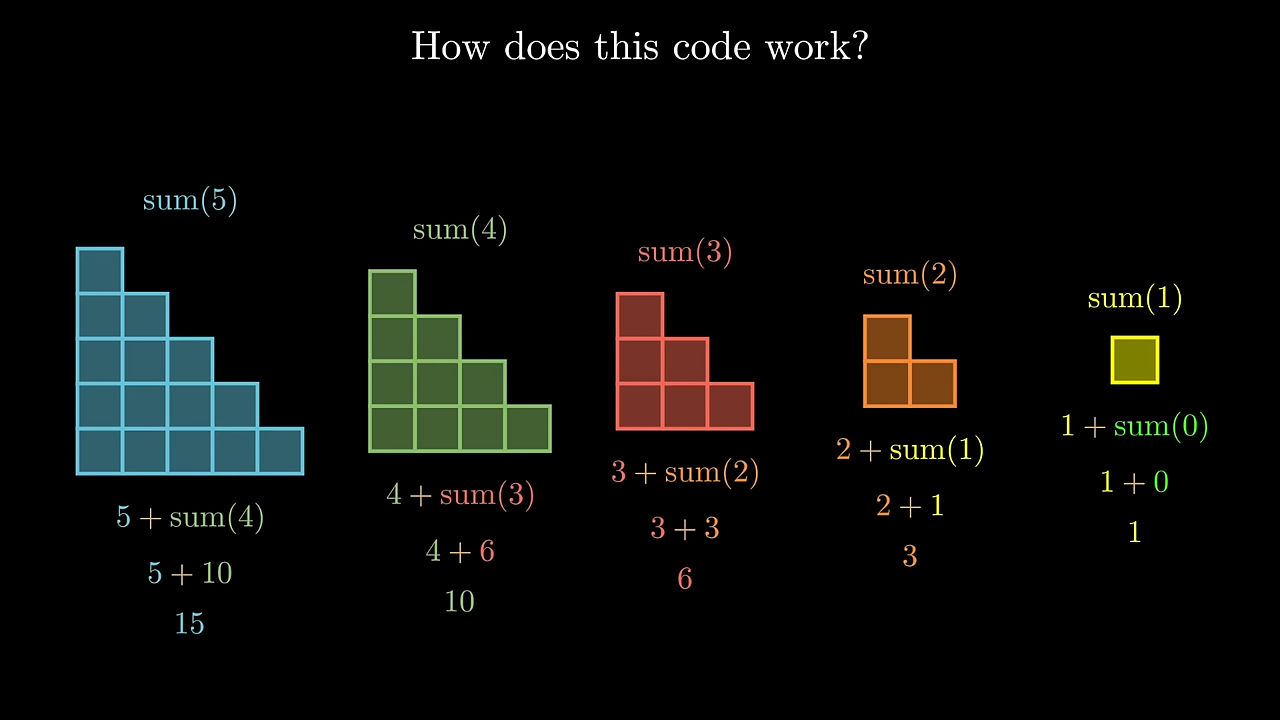 How does this code work?
sum(5)
5 + sum(4)
5 + 10
15
sum(4)
4 + sum(3)
4 + 6
10
sum(3)
3 + sum(2)
3 + 3
6
sum(2)
2 + sum(1)
2 + 1
3
sum(1)
1 + sum(0)
1 + 0
1